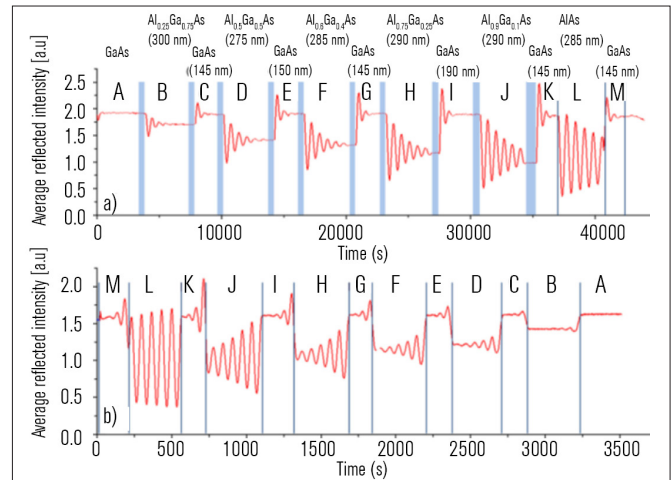 Al0.25Ga0.75As Al0.5Ga0.5As Al0.6Ga0.4As Al0.75Ga0.25As Al0.9Ga0.1As AlAs
(300 nm) (275 nm) (285 nm) (290 nm) (290 nm) (285 nm)
GaAs GaAs GaAs GaAs GaAs GaAs GaAs
(145 nm) (150 nm) (145 nm) (190 nm) (145 nm) (145 nm)
Average reflected intensity [a.u]
2.5
A B C D E F G H I J K L M
2.0
1.5
1.0
0.5
a)
0.0
0 10000 20000 30000 40000
Time (s)
Average reflected intensity [a.u]
2.0
M L K J I H G F E D C B A
1.5
1.0
0.5
b)
0.0
0 500 1000 1500 2000 2500 3000 3500
Time (s)